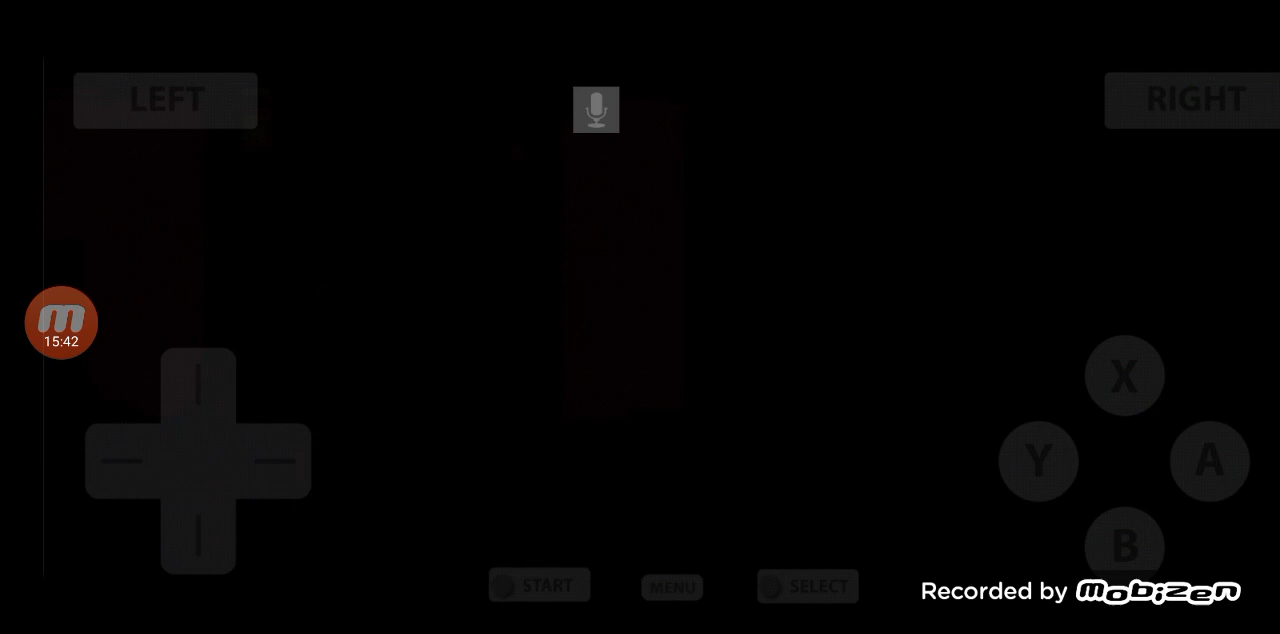 LEFT
RIGHT
m
15:42
X
Y
A
B
START
MENU
SELECT
Recorded by mobizen